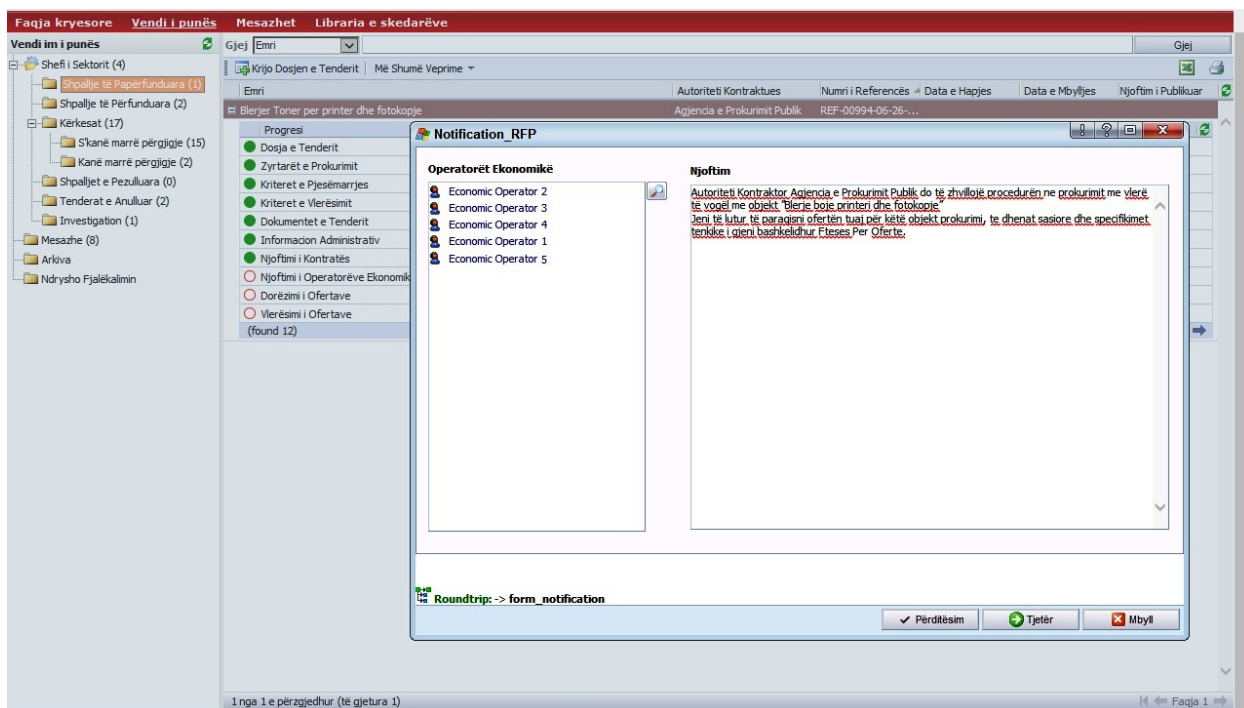 Faqja kryesore Vendi i punës Mesazhet Libraria e skedarëve
Vendi im i punës
Gjej Emri Gjej
Shefi i Sektorit (4)
Krijo Dosjen e Tenderit Më Shumë Veprime
Shpallje të Papërfunduara (1)
Emri Autoriteti Kontraktues Numri i Referencës Data e Hapjes Data e Mbylljes Njoftim i Publikuar
Shpallje të Përfunduara (2)
Blerjer Toner per printer dhe fotokopje Agjencia e Prokurimit Publik REF-00994-06-26-...
Kërkesat (17)
S'kanë marrë përgjigje (15)
Kanë marrë përgjigje (2)
Shpalljet e Pezulluara (0)
Tenderat e Anulluar (2)
Investigation (1)
Mesazhe (8)
Arkiva
Ndrysho Fjalëkalimin
Progresi
Dosja e Tenderit
Zyrtarët e Prokurimit
Kriteret e Pjesëmarrjes
Kriteret e Vlerësimit
Dokumentet e Tenderit
Informacion Administrativ
Njoftimi i Kontratës
Njoftimi i Operatorëve Ekonomik
Dorëzimi i Ofertave
Vlerësimi i Ofertave
(found 12)
Notification_RFP
Operatorët Ekonomikë
Economic Operator 2
Economic Operator 3
Economic Operator 4
Economic Operator 1
Economic Operator 5
Njoftim
Autoriteti Kontraktor Agjencia e Prokurimit Publik do të zhvillojë procedurën ne prokurimit me vlerë
të vogël me objekt "Blerje boje printeri dhe fotokopje"
Jeni të lutur të paraqisni ofertën tuaj për këtë objekt prokurimi, te dhenat sasiore dhe specifikimet
tenkike i gjeni bashkelidhur Fteses Per Oferte.
Roundtrip: -> form_notification
Përditësim Tjetër Mbyll
1 nga 1 e përzgjedhur (të gjetura 1) Faqja 1